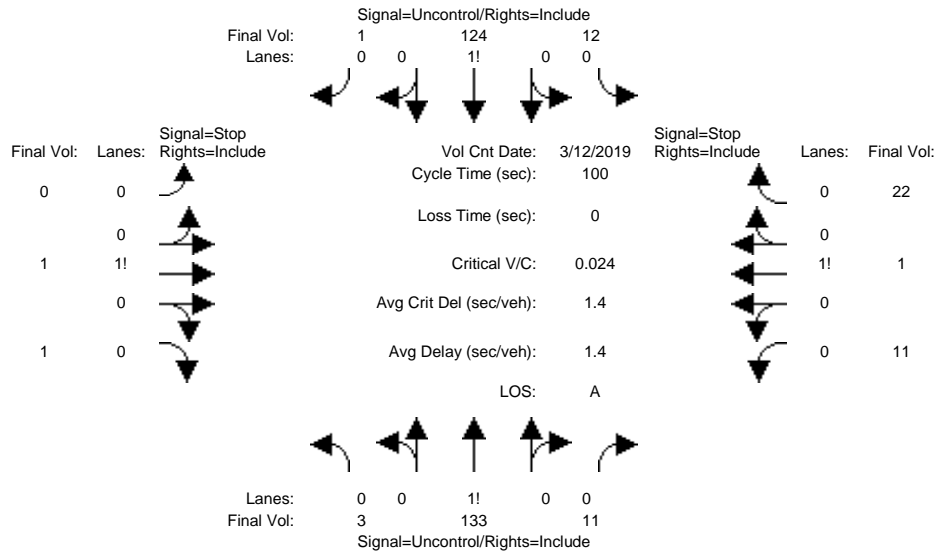 Signal=Uncontrol/Rights=Include
Final Vol: 1 124 12
Lanes: 0 0 1! 0 0
Signal=Stop Signal=Stop
Final Vol: Lanes: Rights=Include Vol Cnt Date: 3/12/2019 Rights=Include Lanes: Final Vol:
Cycle Time (sec): 100
0 0 0 22
Loss Time (sec): 0
0 0
1 1! Critical V/C: 0.024 1! 1
0 Avg Crit Del (sec/veh): 1.4 0
1 0 Avg Delay (sec/veh): 1.4 0 11
LOS: A
Lanes: 0 0 1! 0 0
Final Vol: 3 133 11
Signal=Uncontrol/Rights=Include